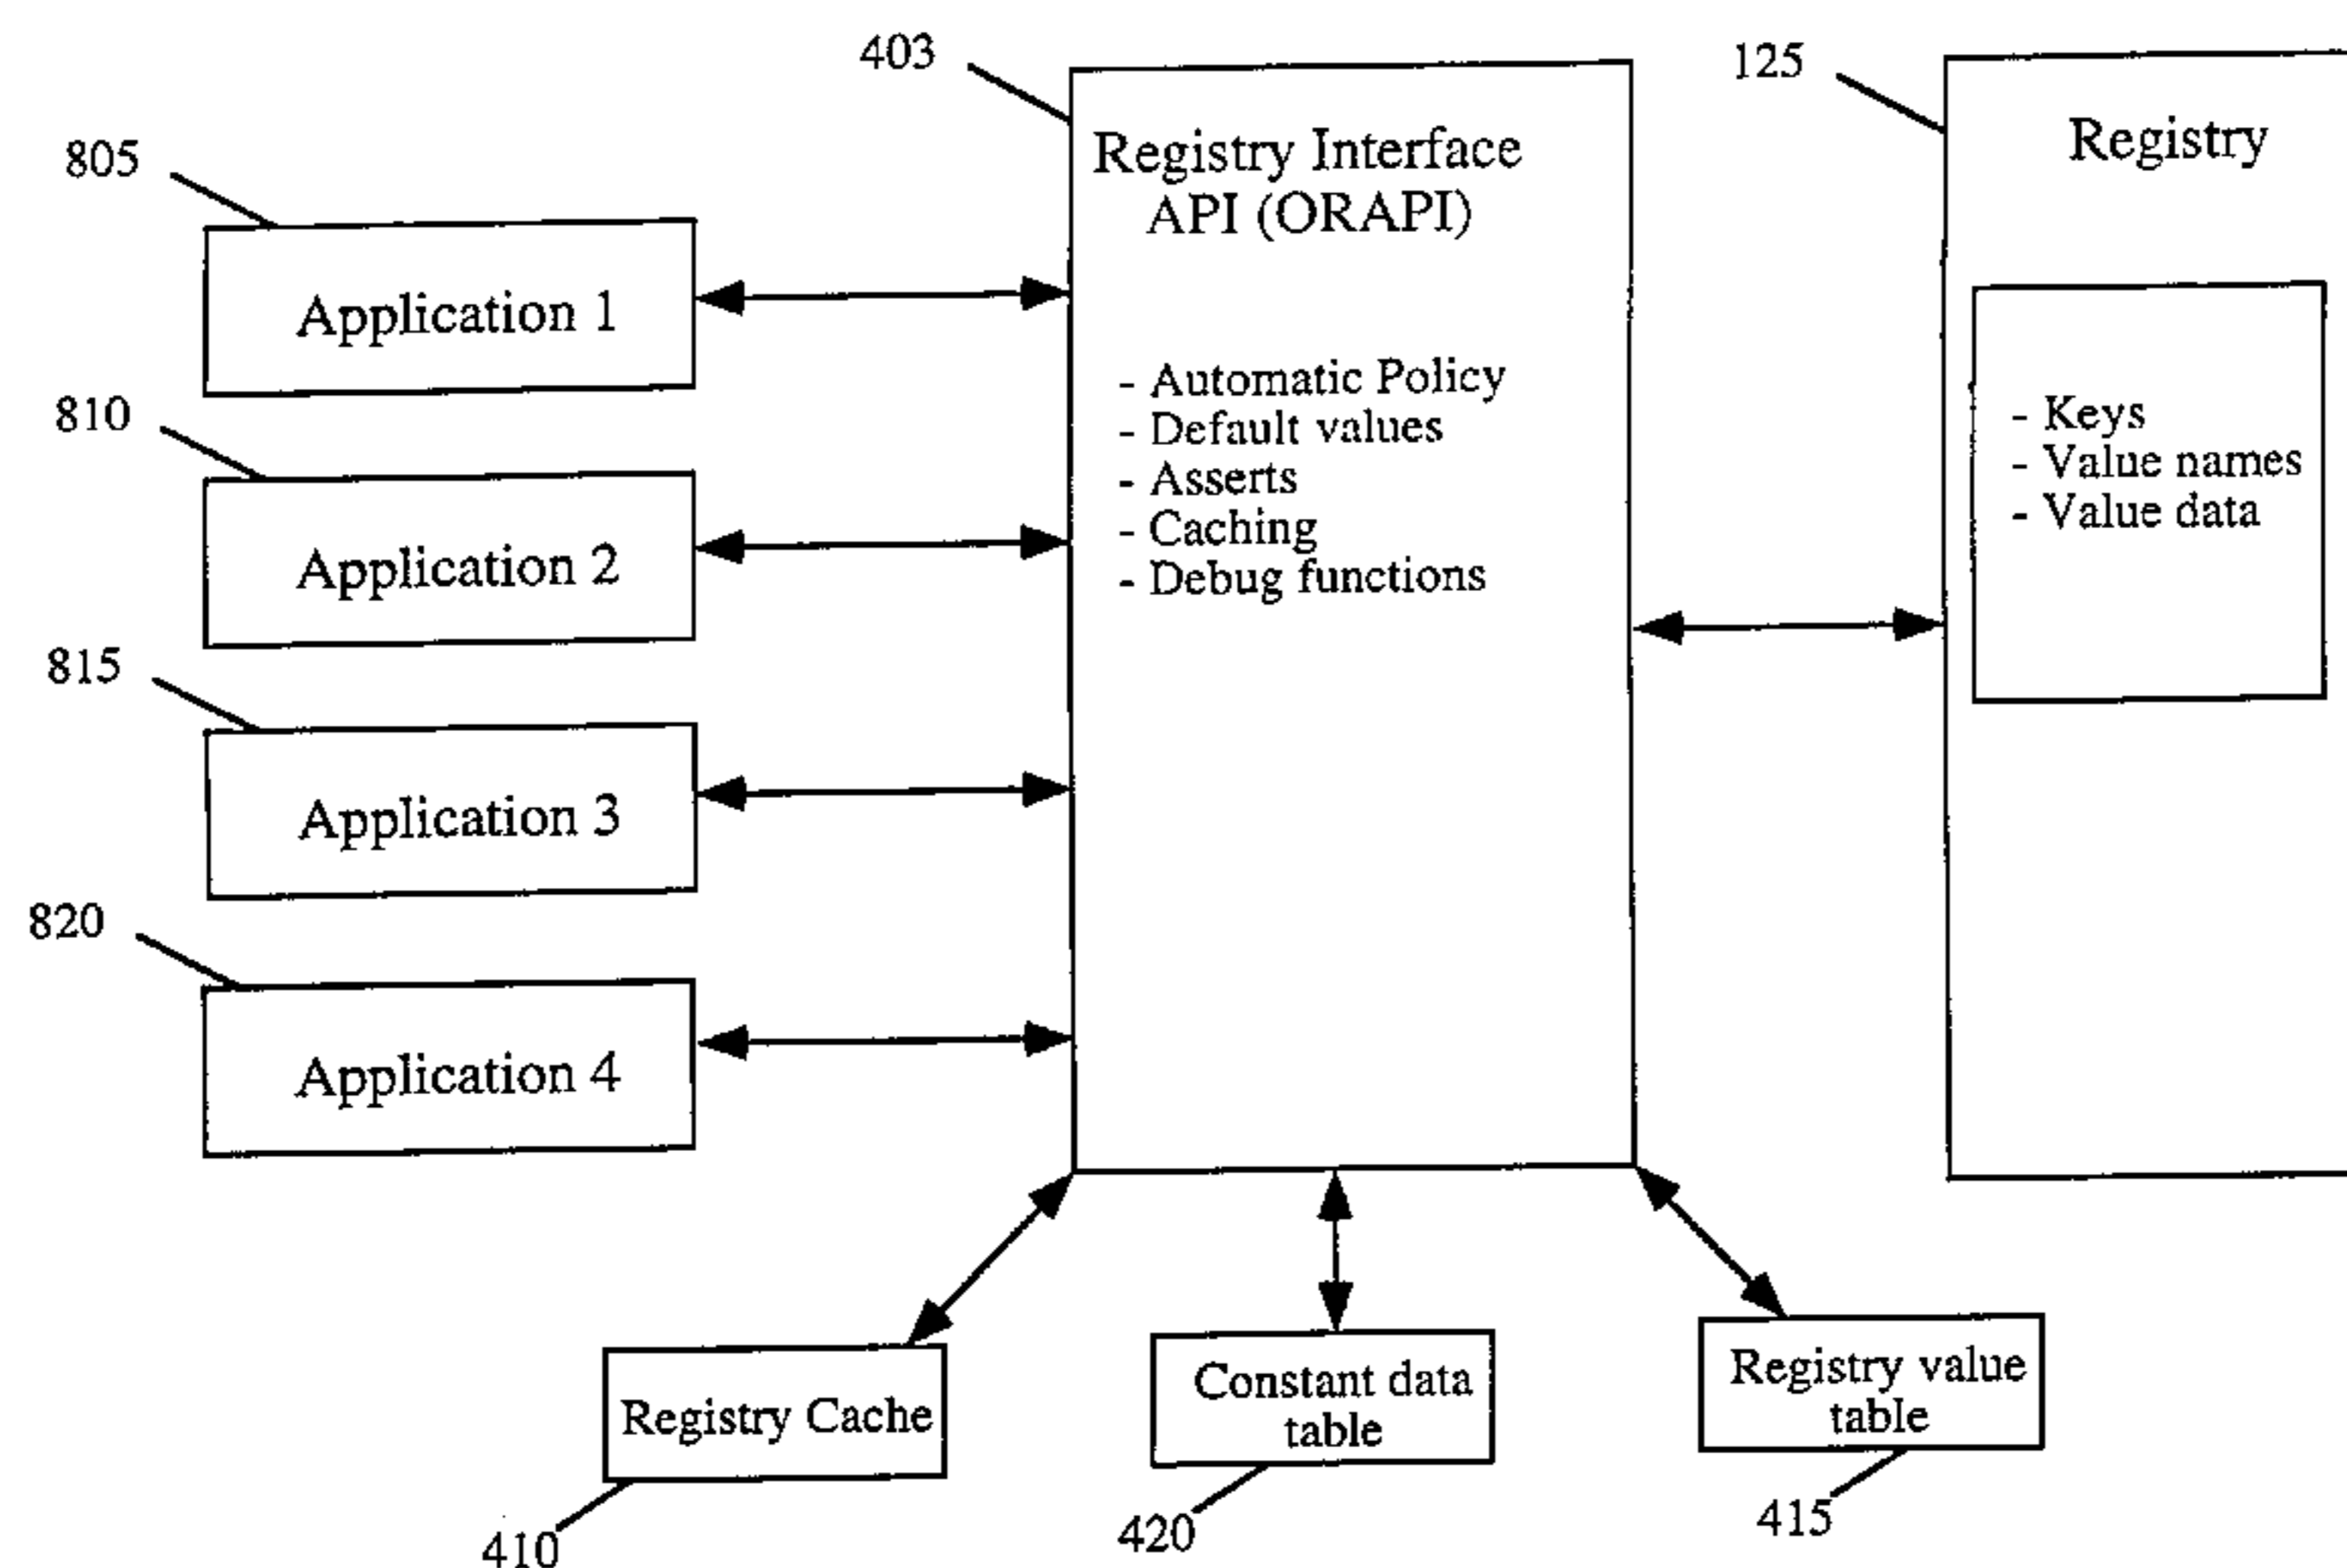 403
125
Registry Interface
API (ORAPI)
Registry
805
Application 1
- Automatic Policy
- Default values
- Asserts
- Caching
- Debug functions
- Keys
- Value names
- Value data
810
Application 2
815
Application 3
820
Application 4
Registry Cache
Constant data
table
Registry value
table
410
420
415